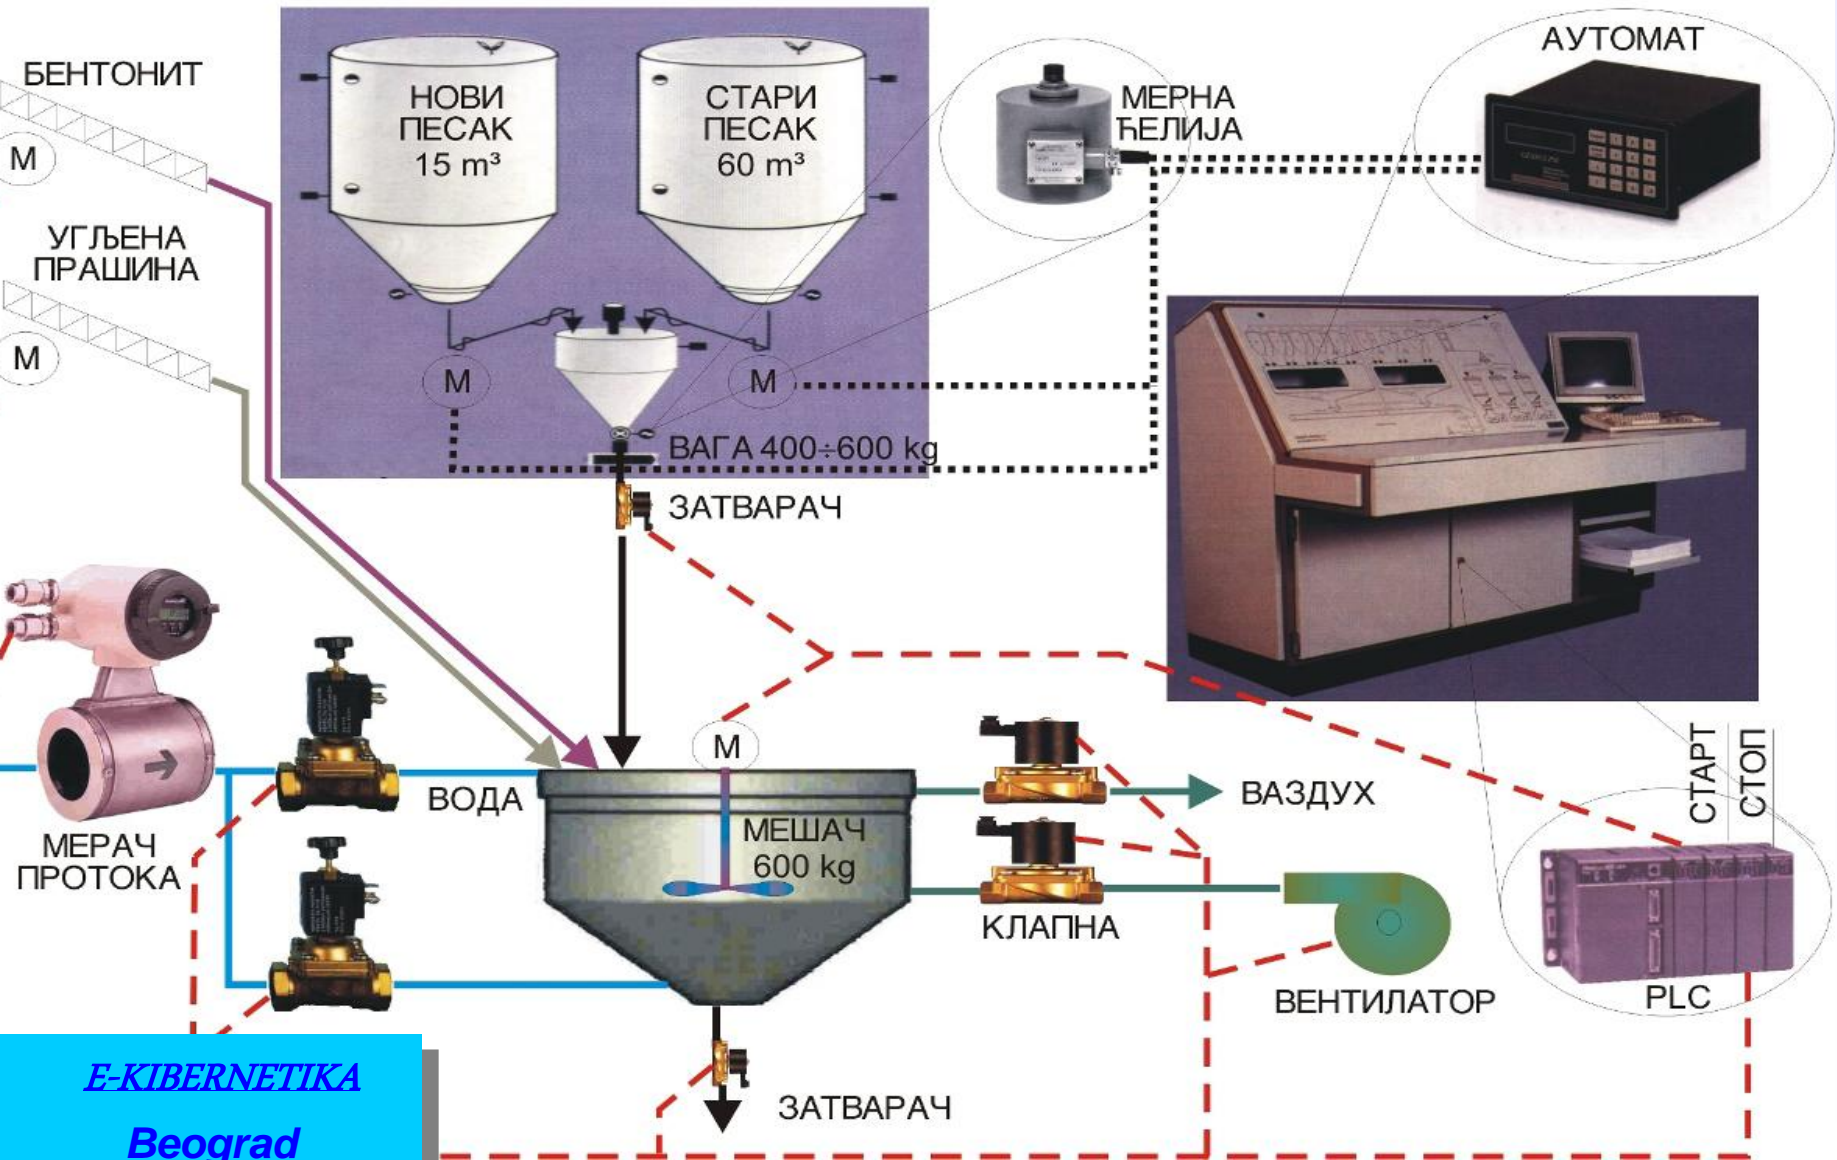 БЕНТОНИТ
М
УГЉЕНА
ПРАШИНА
М
НОВИ
ПЕСАК
15 m³
СТАРИ
ПЕСАК
60 m³
М
М
ВАГА 400÷600 kg
ЗАТВАРАЧ
МЕРНА
ЋЕЛИЈА
АУТОМАТ
МЕРАЧ
ПРОТОКА
ВОДА
М
МЕШАЧ
600 kg
ВАЗДУХ
КЛАПНА
ВЕНТИЛАТОР
СТАРТ
СТОП
PLC
ЗАТВАРАЧ
E-KIBERNETIKA
Beograd